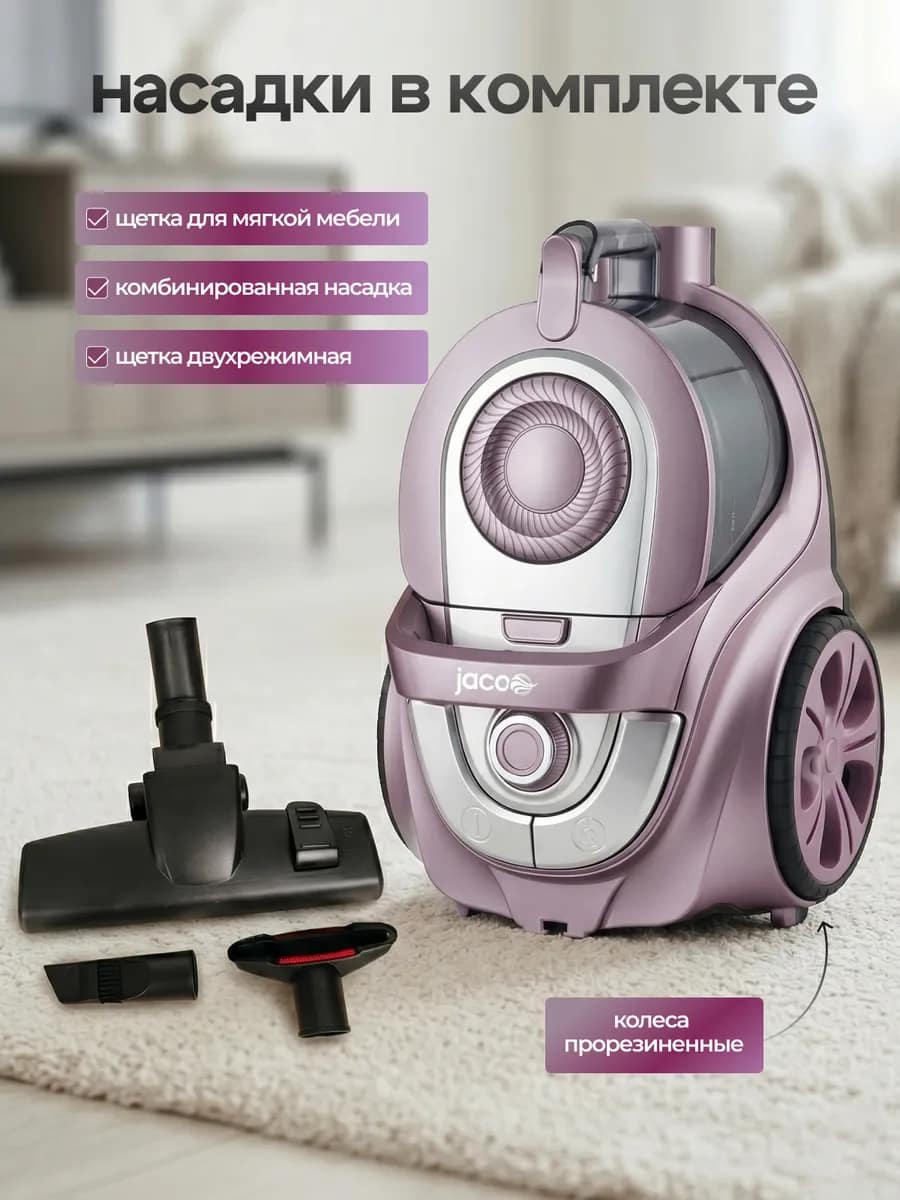 насадки в комплекте
щетка для мягкой мебели
комбинированная насадка
щетка двухрежимная
jaco
колеса
прорезиненные